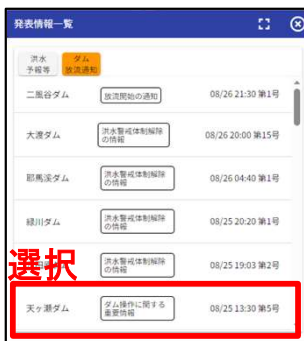 発表情報一覧
洪水
予報等
ダム
放流通知
二風谷ダム
放流開始の通知
08/26 21:30 第1号
大渡ダム
洪水警戒体制解除
の情報
08/26 20:00 第15号
耶馬渓ダム
洪水警戒体制解除
の情報
08/26 04:40 第1号
緑川ダム
洪水警戒体制解除
の情報
08/25 20:20 第1号
選択
ダム
洪水警戒体制解除
の情報
08/25 19:03 第2号
天ヶ瀬ダム
ダム操作に関する
重要情報
08/25 13:30 第5号